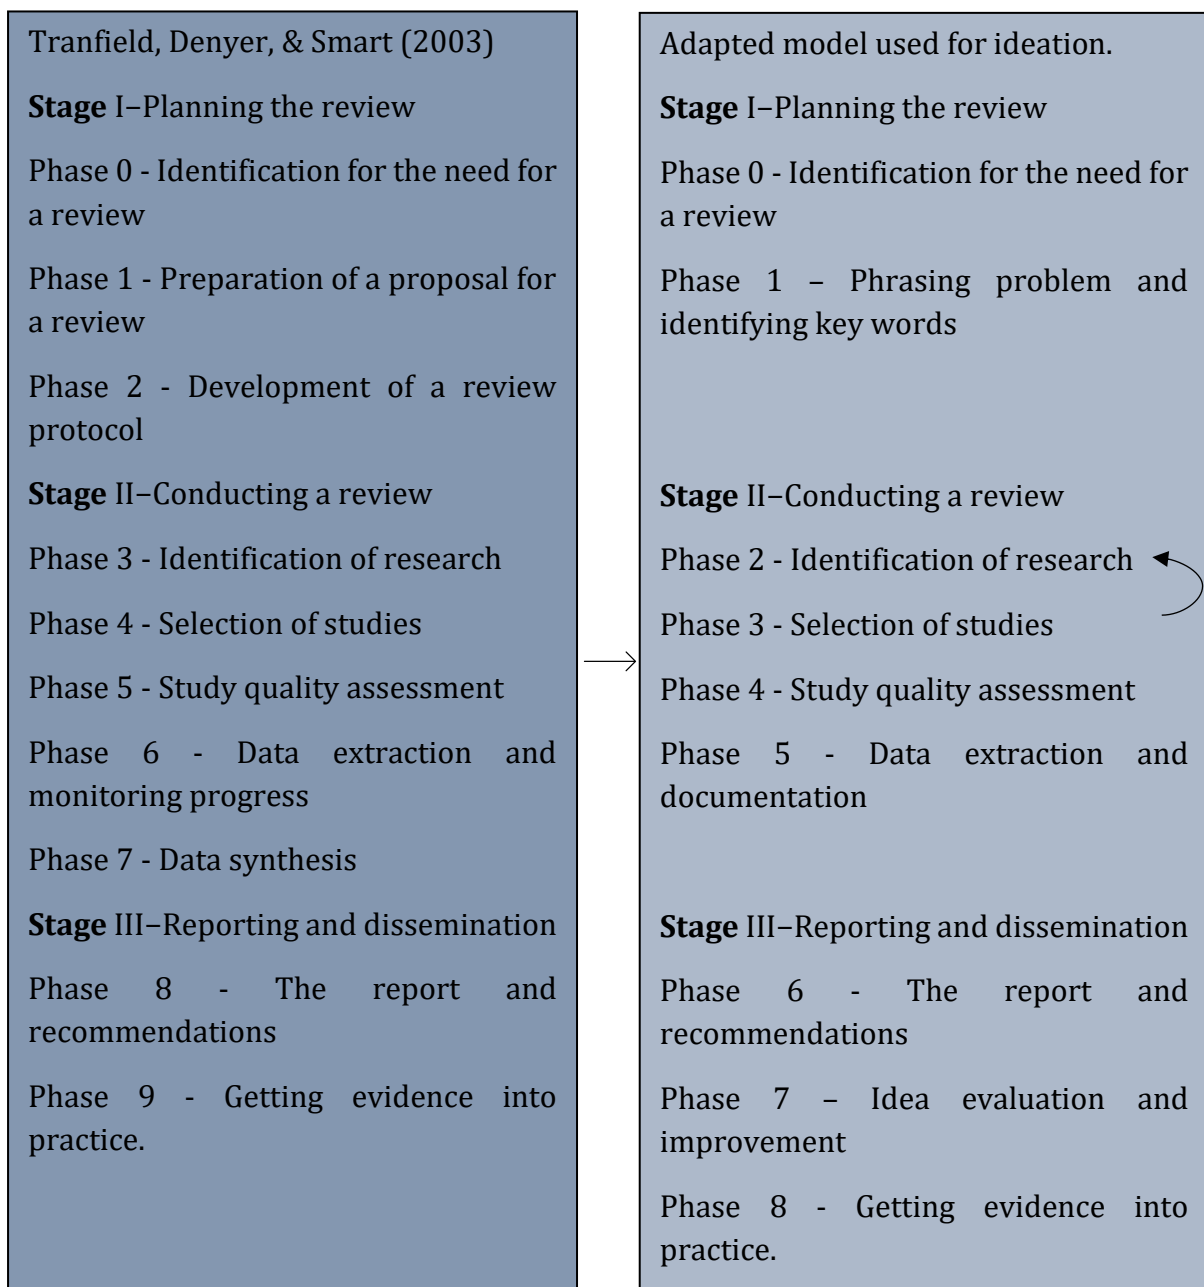 Tranfield, Denyer, & Smart (2003)
Stage I–Planning the review
Phase 0 - Identification for the need for
a review
Phase 1 - Preparation of a proposal for
a review
Phase 2 - Development of a review
protocol
Stage II–Conducting a review
Phase 3 - Identification of research
Phase 4 - Selection of studies
Phase 5 - Study quality assessment
Phase 6 - Data extraction and
monitoring progress
Phase 7 - Data synthesis
Stage III–Reporting and dissemination
Phase 8 - The report and
recommendations
Phase 9 - Getting evidence into
practice.
Adapted model used for ideation.
Stage I–Planning the review
Phase 0 - Identification for the need for
a review
Phase 1 – Phrasing problem and
identifying key words
Stage II–Conducting a review
Phase 2 - Identification of research
Phase 3 - Selection of studies
Phase 4 - Study quality assessment
Phase 5 - Data extraction and
documentation
Stage III–Reporting and dissemination
Phase 6 - The report and
recommendations
Phase 7 – Idea evaluation and
improvement
Phase 8 - Getting evidence into
practice.